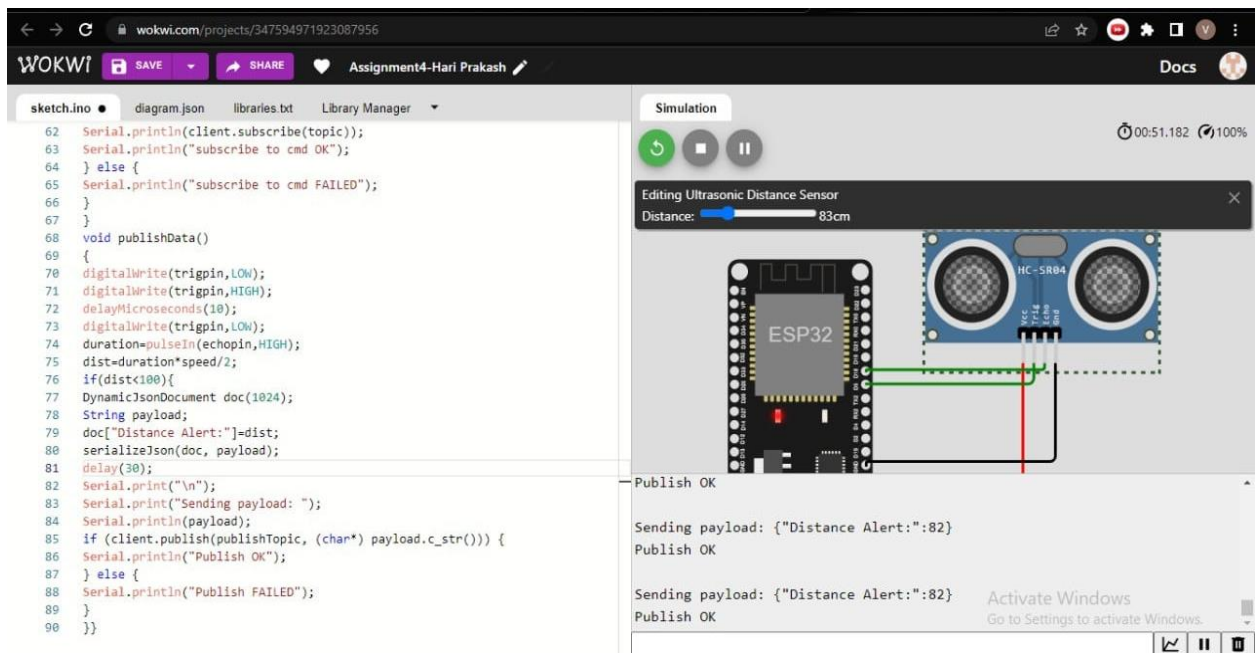 wokwi.com/projects/347594971923087956
V
WOKWI SAVE SHARE Assignment4-Hari Prakash Docs
sketch.ino diagram.json libraries.txt Library Manager
62 Serial.println(client.subscribe(topic));
63 Serial.println("subscribe to cmd OK");
64 } else {
65 Serial.println("subscribe to cmd FAILED");
66 }
67 }
68 void publishData()
69 {
70 digitalWrite(trigpin,LOW);
71 digitalWrite(trigpin,HIGH);
72 delayMicroseconds(10);
73 digitalWrite(trigpin,LOW);
74 duration=pulseIn(echopin,HIGH);
75 dist=duration*speed/2;
76 if(dist<100){
77 DynamicJsonDocument doc(1024);
78 String payload;
79 doc["Distance Alert:"]=dist;
80 serializeJson(doc, payload);
81 delay(30);
82 Serial.print("\n");
83 Serial.print("Sending payload: ");
84 Serial.println(payload);
85 if (client.publish(publishTopic, (char*) payload.c_str())) {
86 Serial.println("Publish OK");
87 } else {
88 Serial.println("Publish FAILED");
89 }
90 }}
Simulation
00:51.182 100%
Editing Ultrasonic Distance Sensor
Distance: 83cm
HC-SR04
Vcc
Trig
Echo
Gnd
ESP32
Publish OK
Sending payload: {"Distance Alert:":82}
Publish OK
Sending payload: {"Distance Alert:":82}
Publish OK
Activate Windows
Go to Settings to activate Windows.